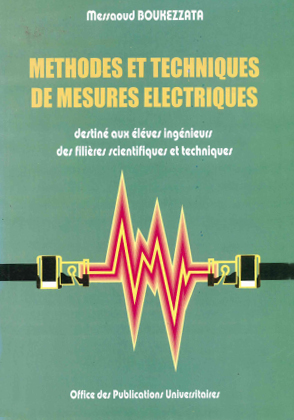 Messaoud BOUKEZZATA
METHODES ET TECHNIQUES
DE MESURES ELECTRIQUES
destiné aux éléves ingénieurs
des filières scientifiques et techniques
Office des Publications Universitaires